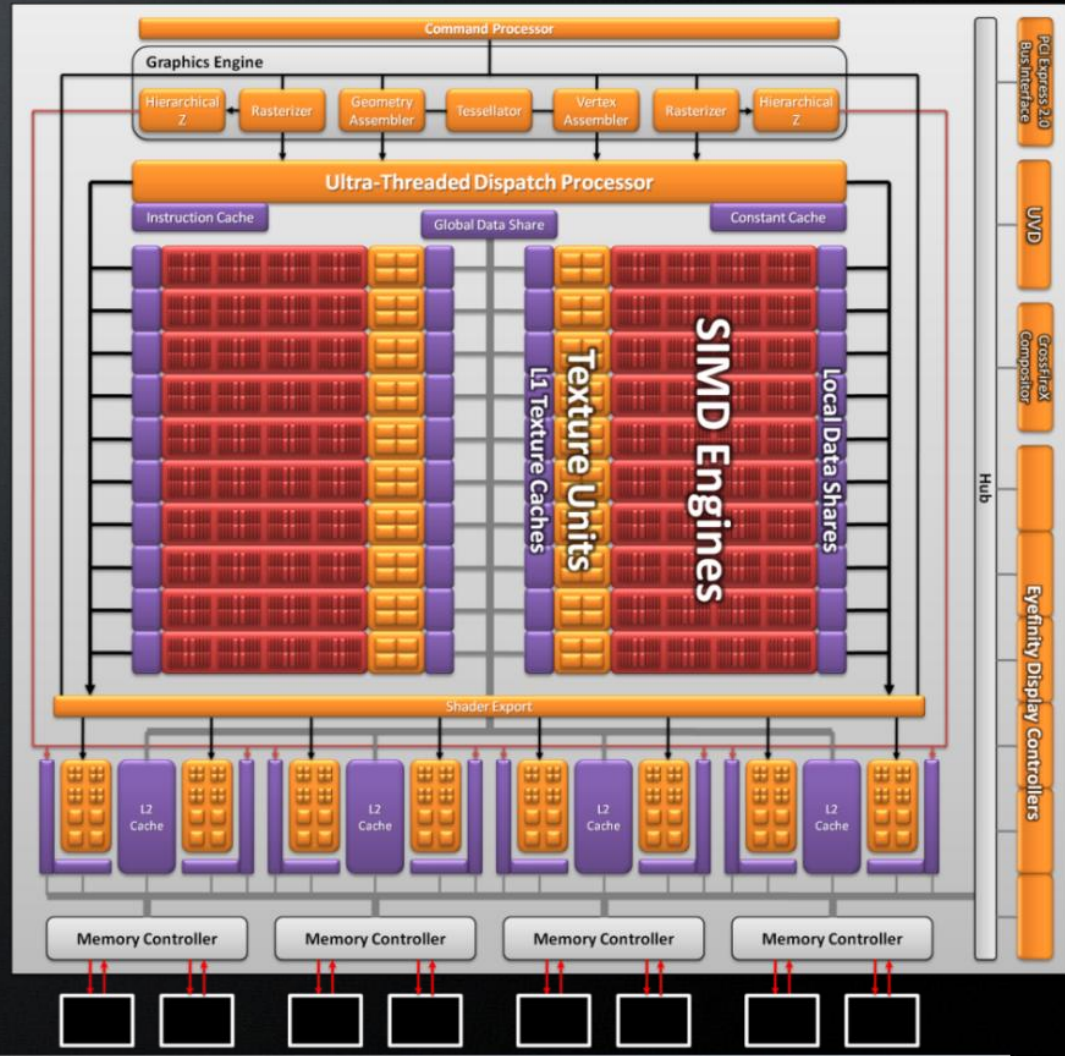 Command Processor
Graphics Engine
Hierarchical
Z
Rasterizer
Geometry
Assembler
Tessellator
Vertex
Assembler
Rasterizer
Hierarchical
Z
Ultra-Threaded Dispatch Processor
Instruction Cache
Global Data Share
Constant Cache
L1 Texture Caches
Texture Units
SIMD Engines
Local Data Shares
Shader Export
L2
Cache
L2
Cache
L2
Cache
L2
Cache
Memory Controller
Memory Controller
Memory Controller
Memory Controller
Hub
PCI Express 2.0
Bus Interface
UVD
CrossFireX
Compositor
Eyefinity Display Controllers